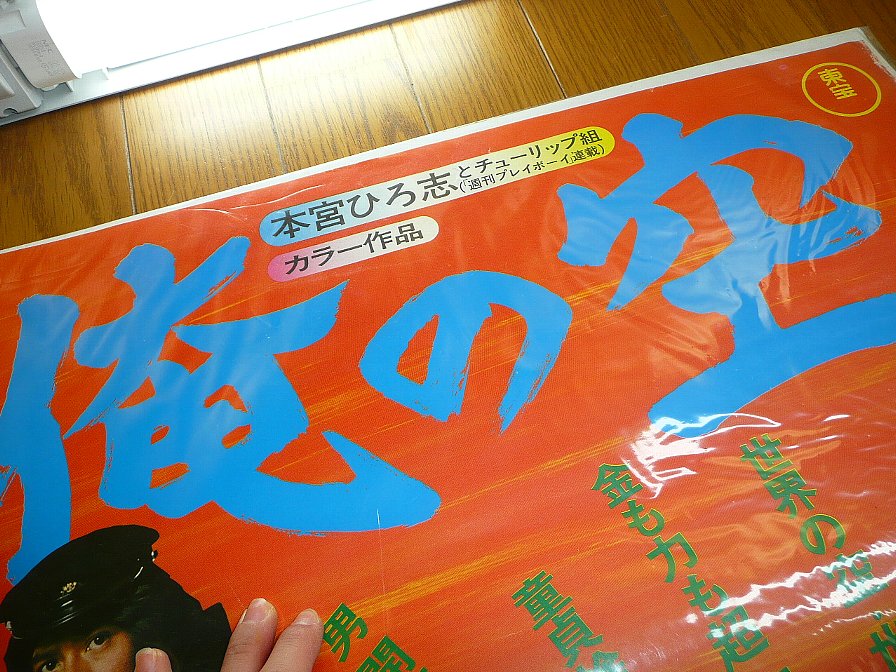 東宝
本宮ひろ志とチューリップ組
(「週刊プレイボーイ」連載)
カラー作品
俺の空
世界の
金も力も超
童貞
男